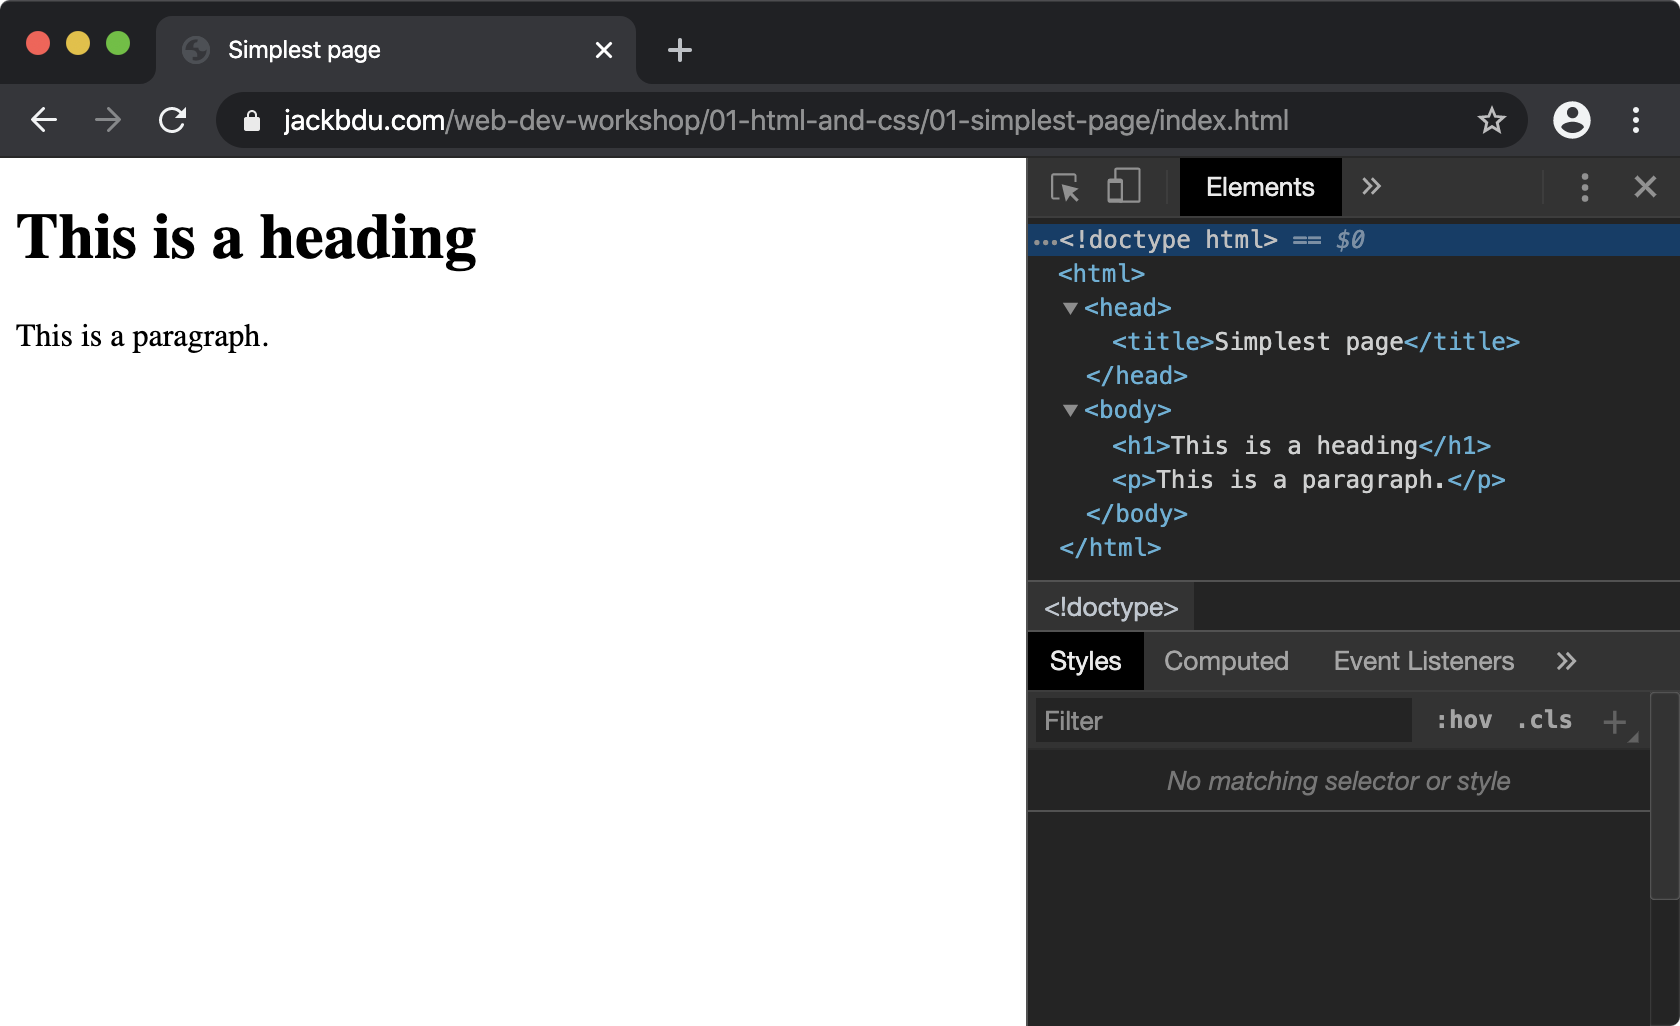 Simplest page
jackbdu.com/web-dev-workshop/01-html-and-css/01-simplest-page/index.html
This is a heading
This is a paragraph.
Elements
…<!doctype html> == $0
<html>
<head>
<title>Simplest page</title>
</head>
<body>
<h1>This is a heading</h1>
<p>This is a paragraph.</p>
</body>
</html>
<!doctype>
Styles Computed Event Listeners
Filter :hov .cls
No matching selector or style